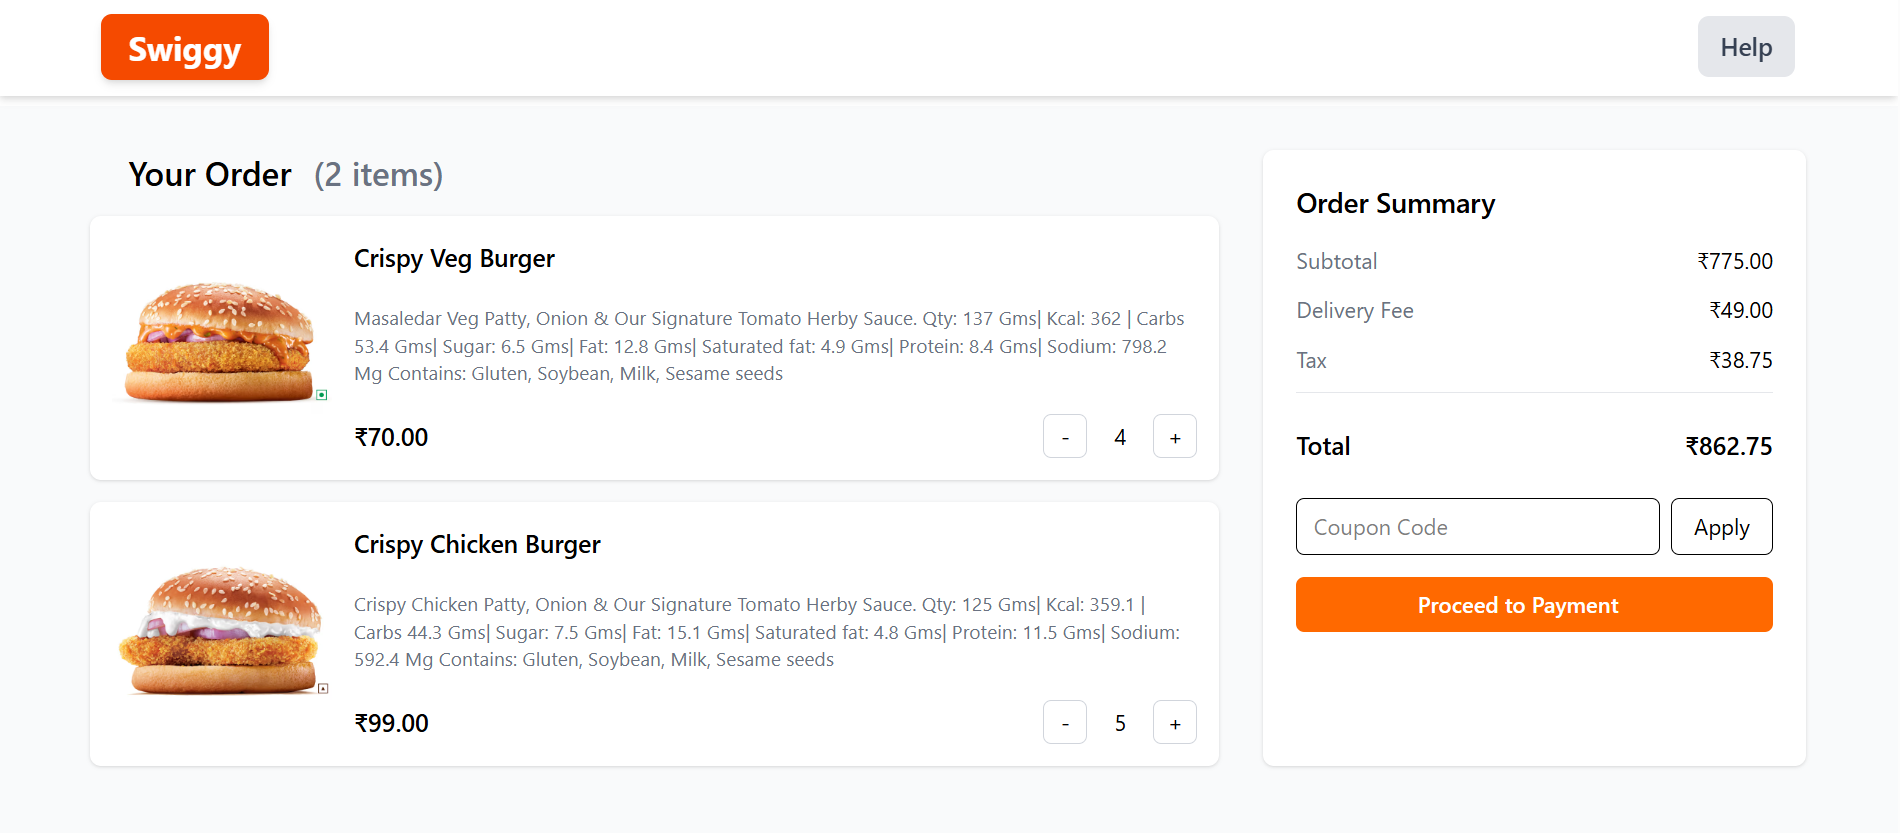 Swiggy
Help
Your Order (2 items)
Crispy Veg Burger
Masaledar Veg Patty, Onion & Our Signature Tomato Herby Sauce. Qty: 137 Gms| Kcal: 362 | Carbs
53.4 Gms| Sugar: 6.5 Gms| Fat: 12.8 Gms| Saturated fat: 4.9 Gms| Protein: 8.4 Gms| Sodium: 798.2
Mg Contains: Gluten, Soybean, Milk, Sesame seeds
₹70.00
- 4 +
Crispy Chicken Burger
Crispy Chicken Patty, Onion & Our Signature Tomato Herby Sauce. Qty: 125 Gms| Kcal: 359.1 |
Carbs 44.3 Gms| Sugar: 7.5 Gms| Fat: 15.1 Gms| Saturated fat: 4.8 Gms| Protein: 11.5 Gms| Sodium:
592.4 Mg Contains: Gluten, Soybean, Milk, Sesame seeds
₹99.00
- 5 +
Order Summary
Subtotal ₹775.00
Delivery Fee ₹49.00
Tax ₹38.75
Total ₹862.75
Coupon Code
Apply
Proceed to Payment